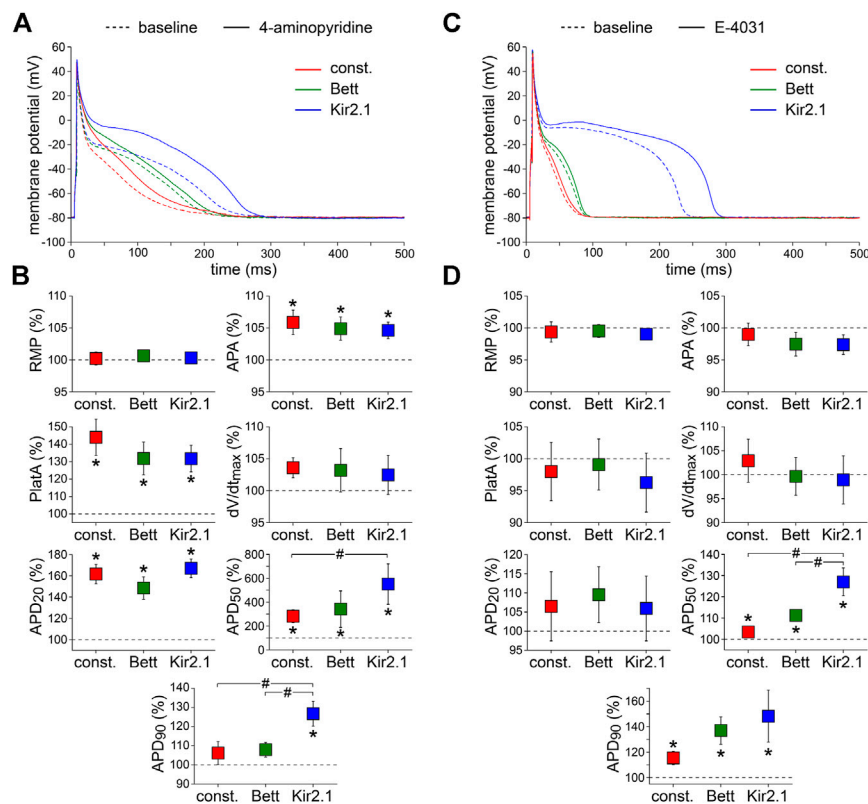 A
baseline
4-aminopyridine
membrane potential (mV)
60
40
20
0
-20
-40
-60
-80
-100
const.
Bett
Kir2.1
0 100 200 300 400 500
time (ms)
C
baseline
E-4031
membrane potential (mV)
60
40
20
0
-20
-40
-60
-80
-100
const.
Bett
Kir2.1
0 100 200 300 400 500
time (ms)
B
RMP (%)
110
105
100
95
const. Bett Kir2.1
APA (%)
110
105
100
95
* * *
const. Bett Kir2.1
PlatA (%)
150
140
130
120
110
100
* * *
const. Bett Kir2.1
dV/dtmax (%)
110
105
100
95
const. Bett Kir2.1
APD20 (%)
180
160
140
120
100
* * *
const. Bett Kir2.1
APD50 (%)
800
600
400
200
0
#
* * *
const. Bett Kir2.1
APD90 (%)
140
130
120
110
100
90
#
#
*
const. Bett Kir2.1
D
RMP (%)
105
100
95
90
const. Bett Kir2.1
APA (%)
105
100
95
90
const. Bett Kir2.1
PlatA (%)
105
100
95
90
const. Bett Kir2.1
dV/dtmax (%)
110
105
100
95
90
const. Bett Kir2.1
APD20 (%)
120
115
110
105
100
95
const. Bett Kir2.1
APD50 (%)
140
130
120
110
100
#
#
* * *
const. Bett Kir2.1
APD90 (%)
160
140
120
100
* * *
const. Bett Kir2.1